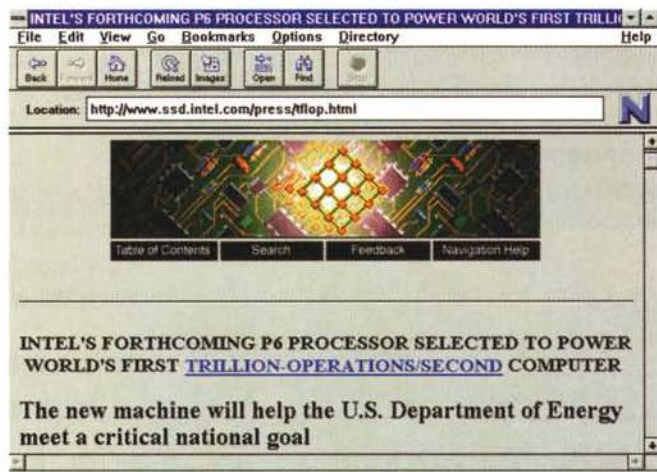 INTEL'S FORTHCOMING P6 PROCESSOR SELECTED TO POWER WORLD'S FIRST TRILLI
File Edit View Go Bookmarks Options Directory Help
Back Forward Home Reload Images Open Find Stop
Location: http://www.ssd.intel.com/press/tflop.html
N
Table of Contents Search Feedback Navigation Help
INTEL'S FORTHCOMING P6 PROCESSOR SELECTED TO POWER
WORLD'S FIRST TRILLION-OPERATIONS/SECOND COMPUTER
The new machine will help the U.S. Department of Energy
meet a critical national goal